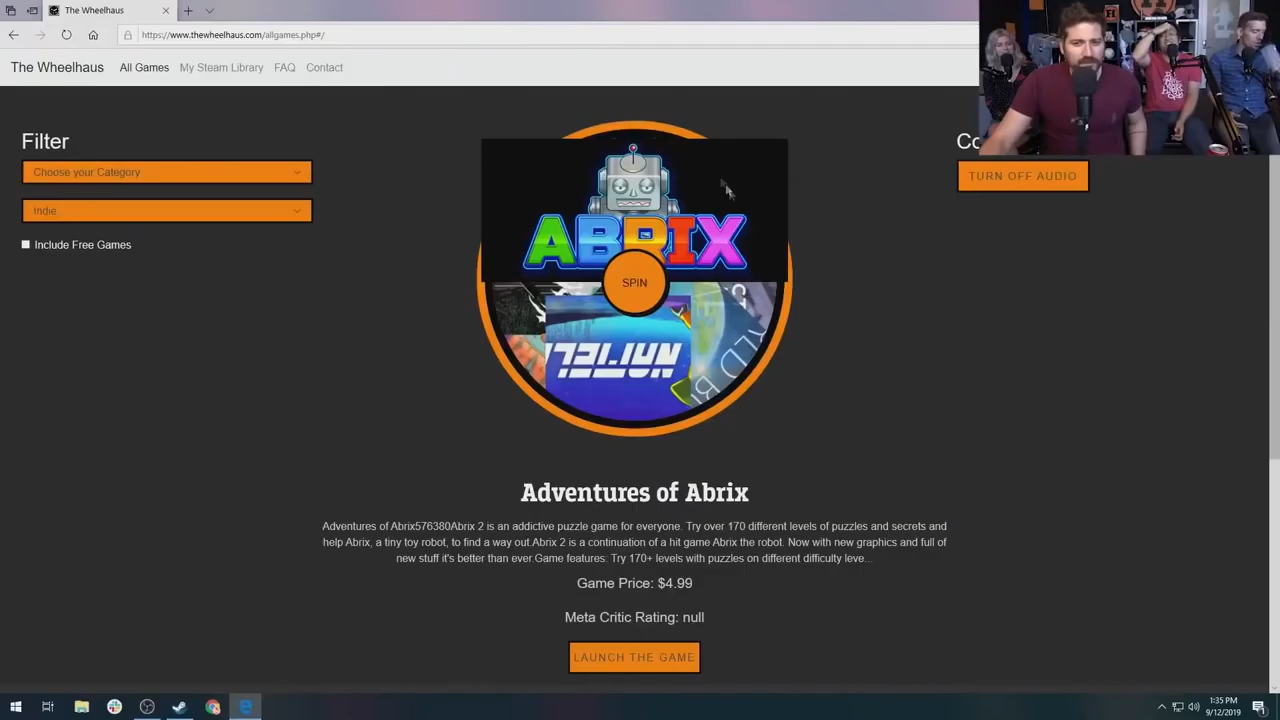 The Wheelhaus
https://www.thewheelhaus.com/allgames.php#/
The Wheelhaus
All Games
My Steam Library
FAQ
Contact
Filter
Choose your Category
Indie
Include Free Games
ABRIX
SPIN
TURN OFF AUDIO
Adventures of Abrix
Adventures of Abrix576380Abrix 2 is an addictive puzzle game for everyone. Try over 170 different levels of puzzles and secrets and
help Abrix, a tiny toy robot, to find a way out.Abrix 2 is a continuation of a hit game Abrix the robot. Now with new graphics and full of
new stuff it's better than ever.Game features: Try 170+ levels with puzzles on different difficulty leve...
Game Price: $4.99
Meta Critic Rating: null
LAUNCH THE GAME
1:35 PM
9/12/2019